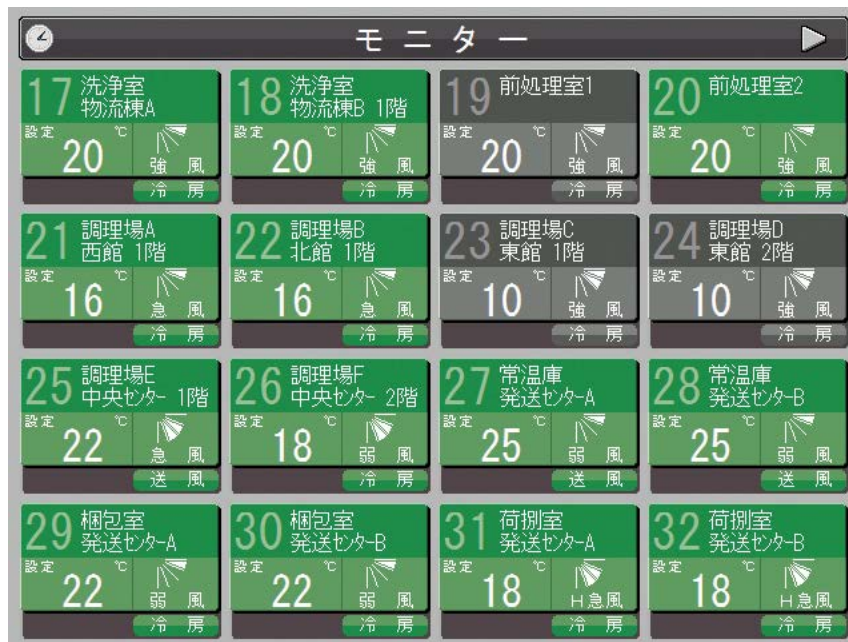 モニター
17 洗浄室
物流棟A
設定 20 ℃ 強 風
冷 房
18 洗浄室
物流棟B 1階
設定 20 ℃ 強 風
冷 房
19 前処理室1
設定 20 ℃ 強 風
冷 房
20 前処理室2
設定 20 ℃ 強 風
冷 房
21 調理場A
西館 1階
設定 16 ℃ 急 風
冷 房
22 調理場B
北館 1階
設定 16 ℃ 急 風
冷 房
23 調理場C
東館 1階
設定 10 ℃ 強 風
冷 房
24 調理場D
東館 2階
設定 10 ℃ 強 風
冷 房
25 調理場E
中央センター 1階
設定 22 ℃ 急 風
送 風
26 調理場F
中央センター 2階
設定 18 ℃ 弱 風
冷 房
27 常温庫
発送センターA
設定 25 ℃ 弱 風
送 風
28 常温庫
発送センターB
設定 25 ℃ 弱 風
送 風
29 梱包室
発送センターA
設定 22 ℃ 弱 風
冷 房
30 梱包室
発送センターB
設定 22 ℃ 弱 風
冷 房
31 荷捌室
発送センターA
設定 18 ℃ H急風
冷 房
32 荷捌室
発送センターB
設定 18 ℃ H急風
冷 房